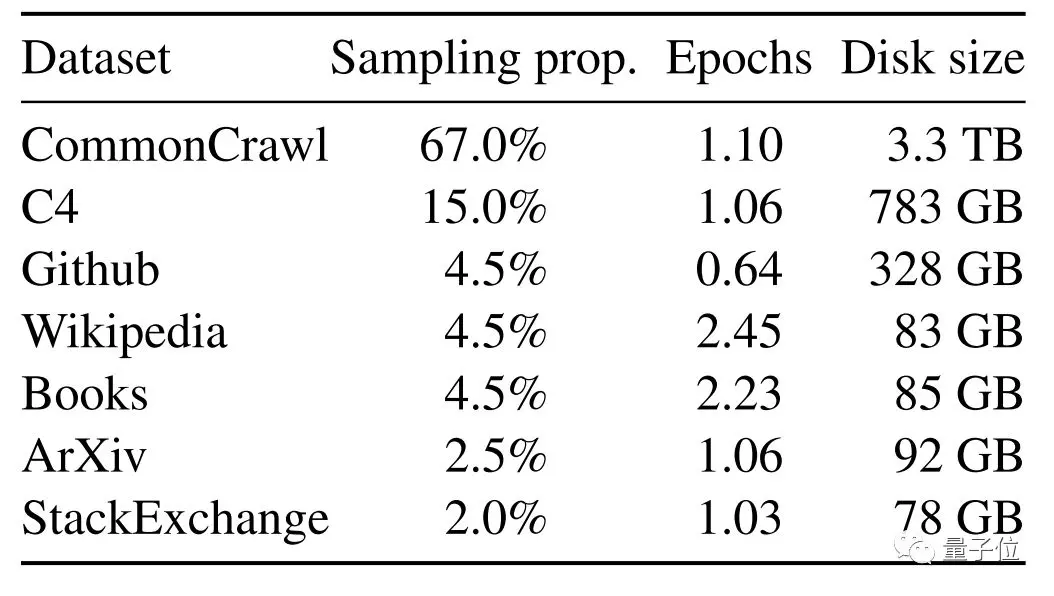 Dataset Sampling prop. Epochs Disk size
CommonCrawl 67.0% 1.10 3.3 TB
C4 15.0% 1.06 783 GB
Github 4.5% 0.64 328 GB
Wikipedia 4.5% 2.45 83 GB
Books 4.5% 2.23 85 GB
ArXiv 2.5% 1.06 92 GB
StackExchange 2.0% 1.03 78 GB
量子位